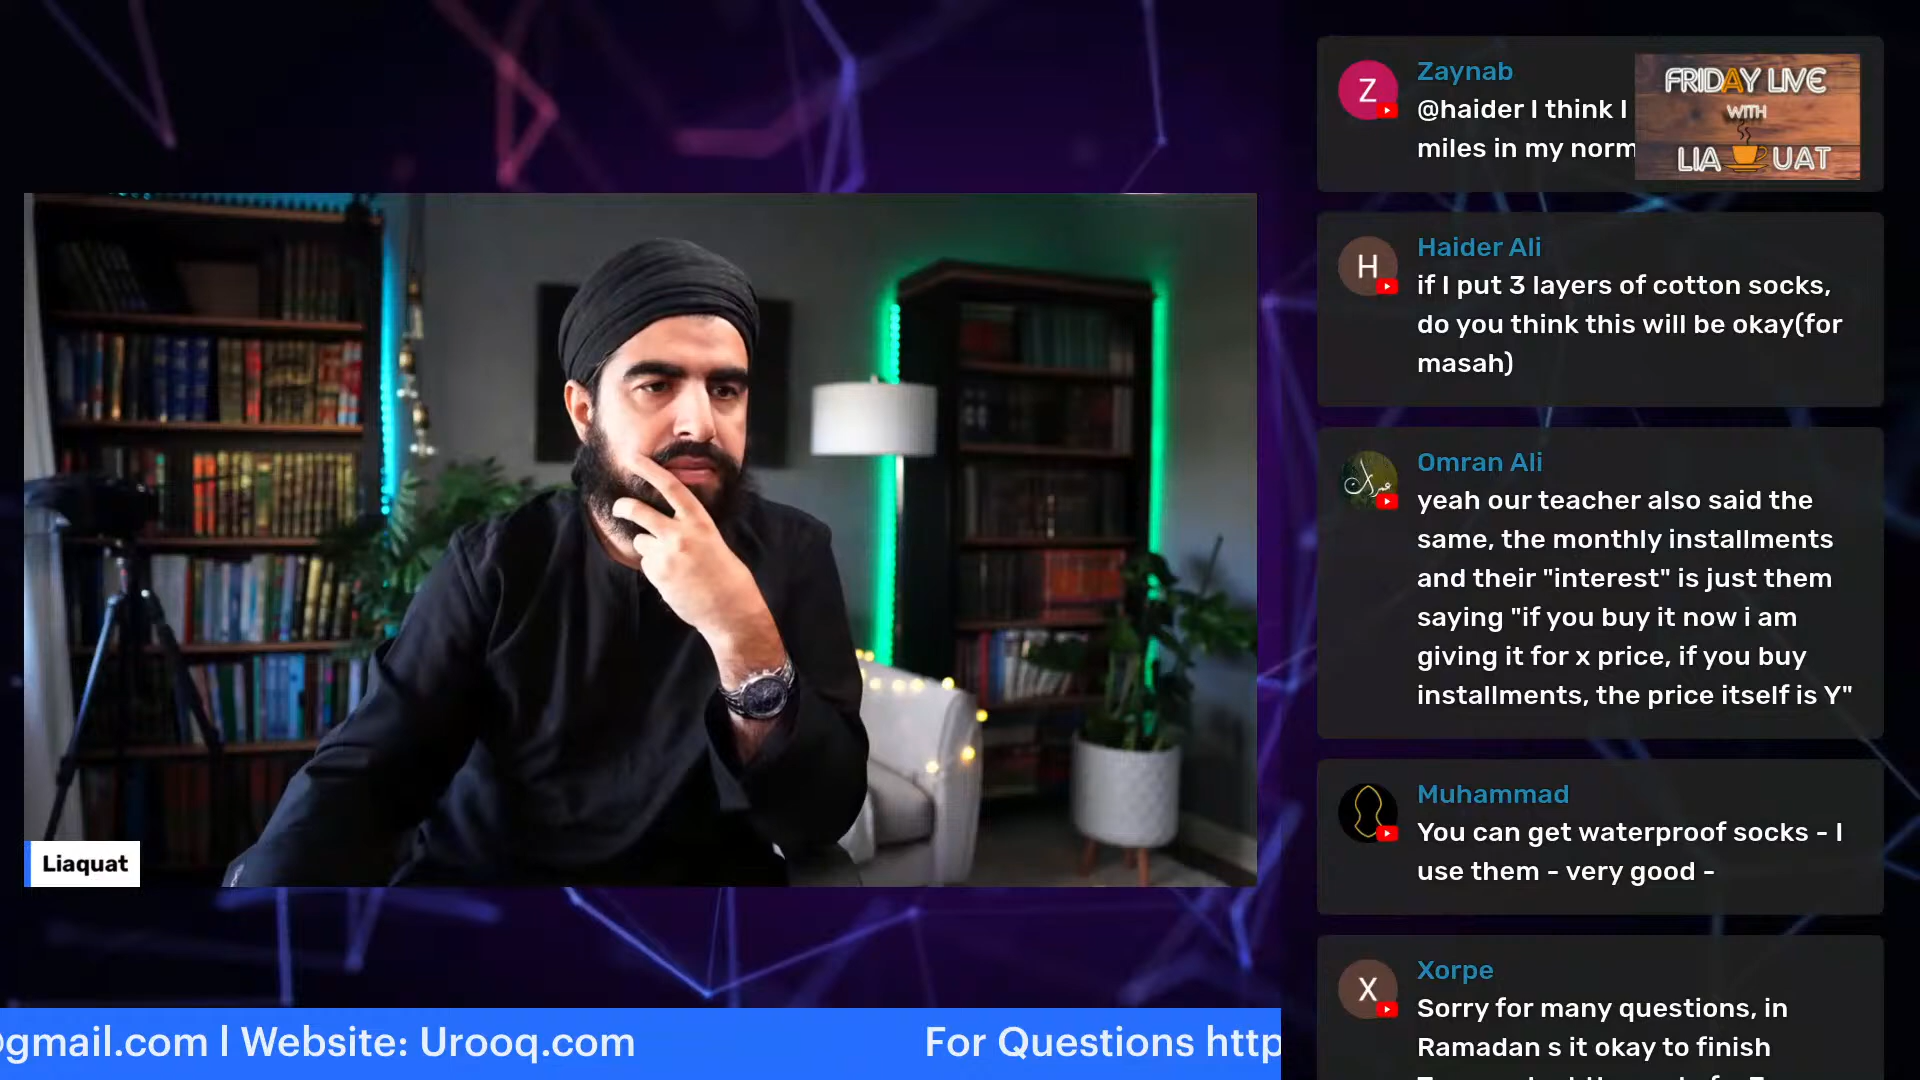 Zaynab
@haider I think I
miles in my norm
FRIDAY LIVE
WITH
LIA UAT
Haider Ali
if I put 3 layers of cotton socks,
do you think this will be okay(for
masah)
Omran Ali
yeah our teacher also said the
same, the monthly installments
and their "interest" is just them
saying "if you buy it now i am
giving it for x price, if you buy
installments, the price itself is Y"
Muhammad
You can get waterproof socks - I
use them - very good -
Xorpe
Sorry for many questions, in
Ramadan s it okay to finish
Z
H
X
Liaquat
@gmail.com l Website: Urooq.com
For Questions http